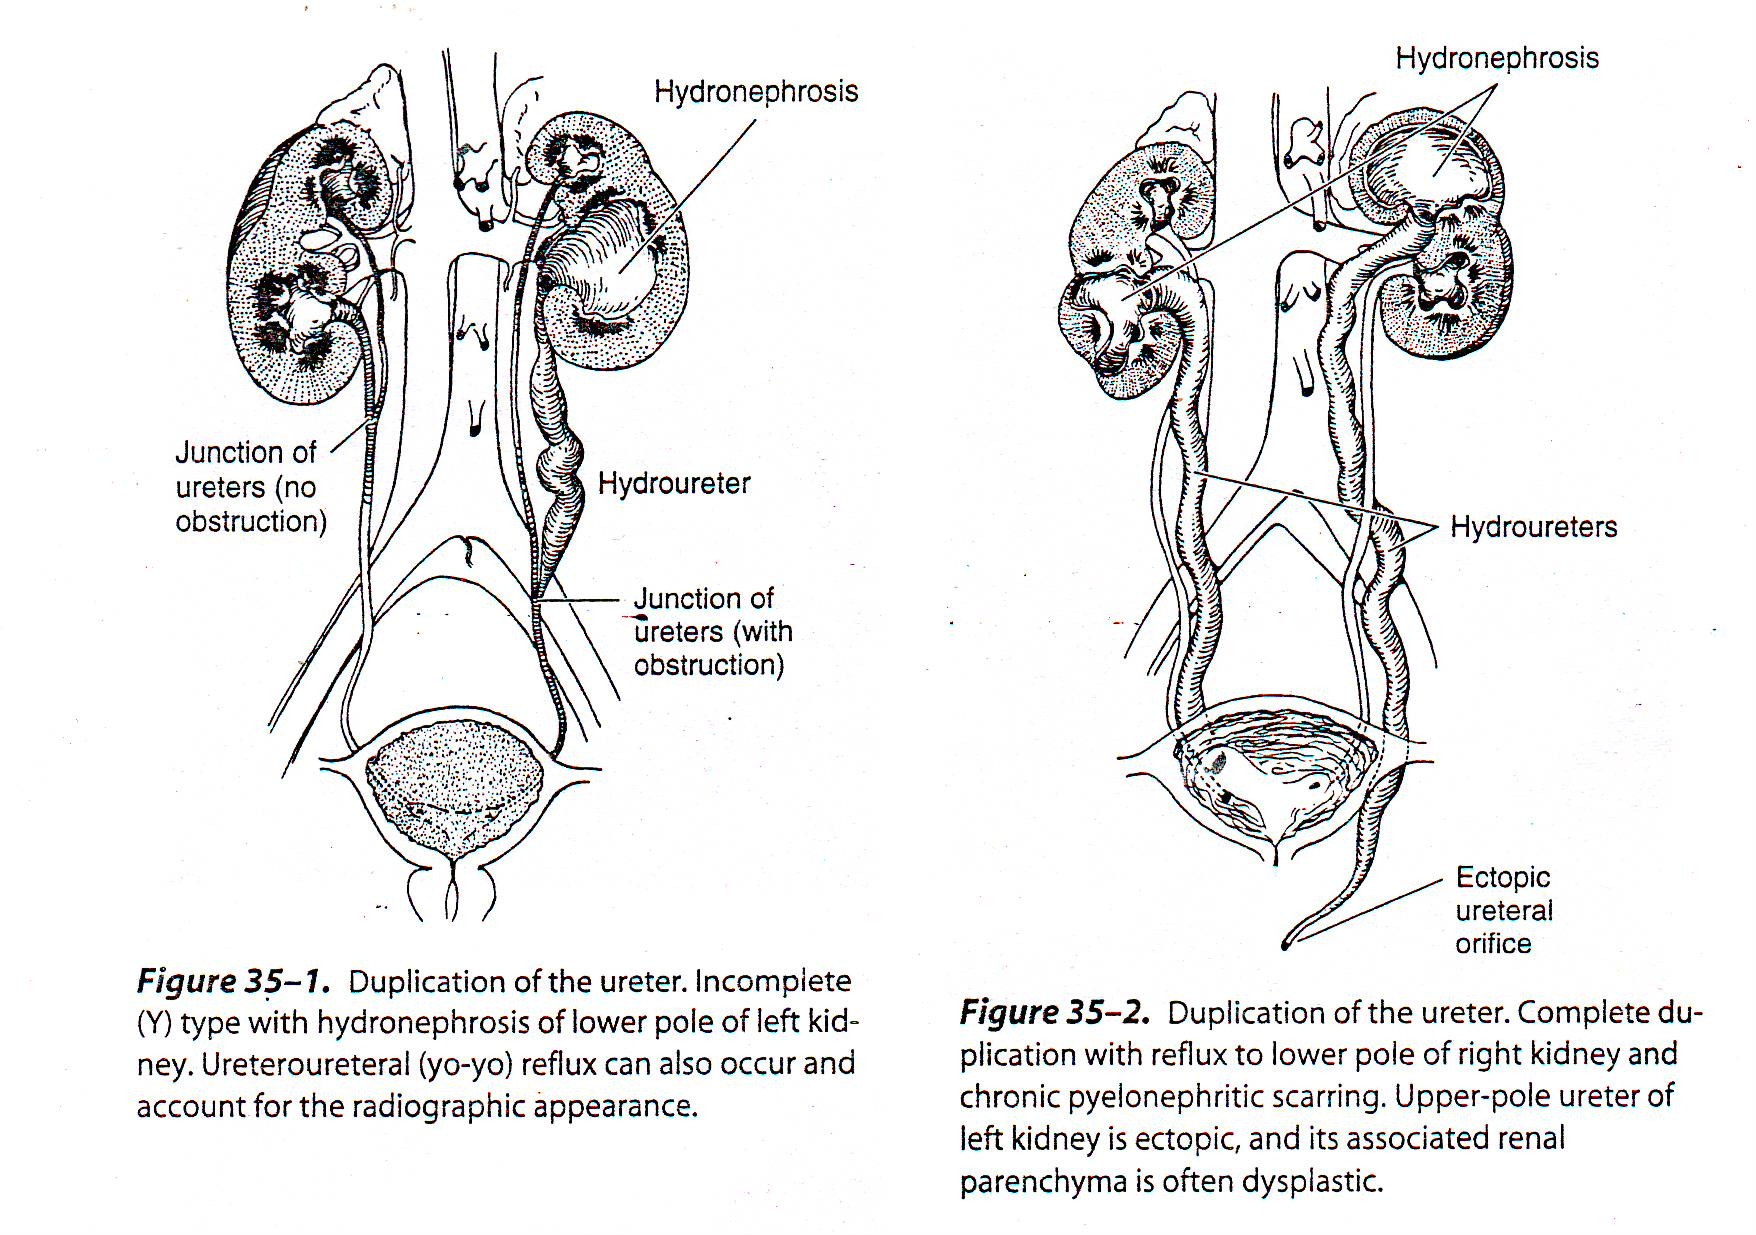 Hydronephrosis
Junction of
ureters (no
obstruction)
Hydroureter
Junction of
ureters (with
obstruction)
Figure 35–1. Duplication of the ureter. Incomplete
(Y) type with hydronephrosis of lower pole of left kid-
ney. Ureteroureteral (yo-yo) reflux can also occur and
account for the radiographic appearance.
Hydronephrosis
Hydroureters
Ectopic
ureteral
orifice
Figure 35–2. Duplication of the ureter. Complete du-
plication with reflux to lower pole of right kidney and
chronic pyelonephritic scarring. Upper-pole ureter of
left kidney is ectopic, and its associated renal
parenchyma is often dysplastic.